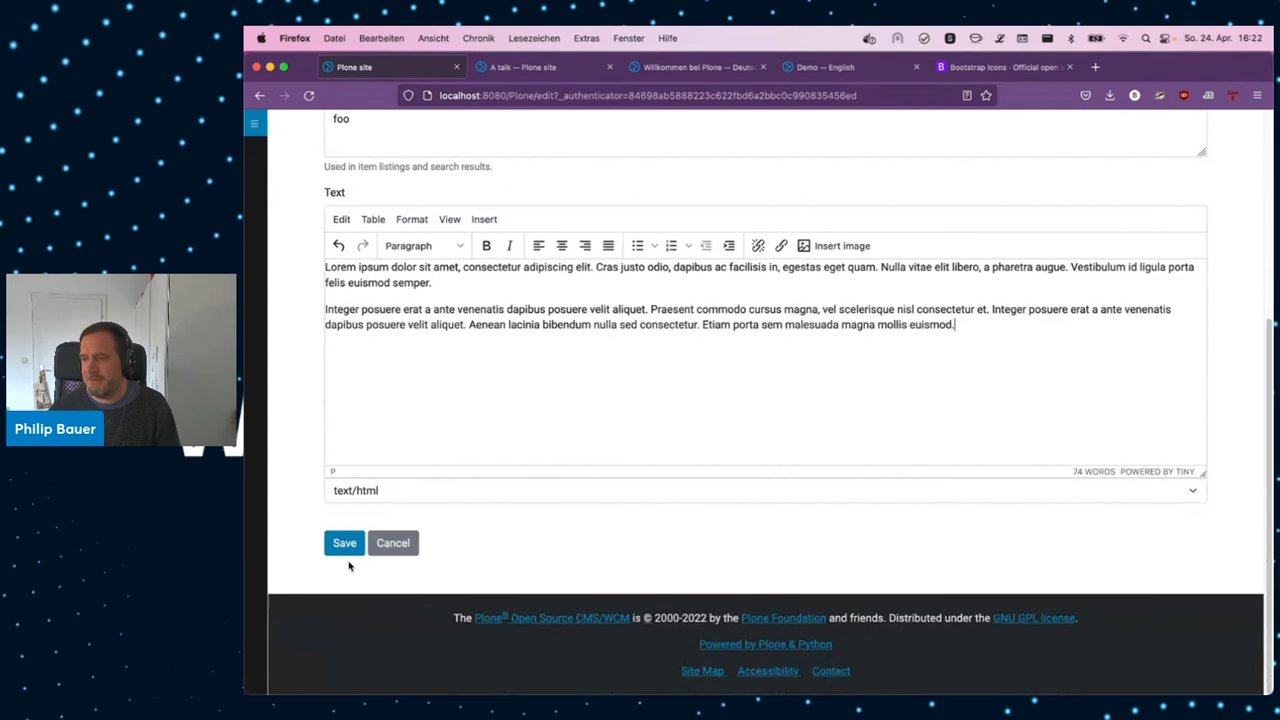 Firefox Datei Bearbeiten Ansicht Chronik Lesezeichen Extras Fenster Hilfe So. 24. Apr. 16:22
Plone site A talk — Plone site Willkommen bei Plone — Deuts Demo — English Bootstrap Icons · Official open s
localhost:8080/Plone/edit?_authenticator=84698ab5888223c622fbd6a2bbc0c990835456ed
foo
Used in item listings and search results.
Text
Edit Table Format View Insert
Paragraph B I Insert image
Lorem ipsum dolor sit amet, consectetur adipiscing elit. Cras justo odio, dapibus ac facilisis in, egestas eget quam. Nulla vitae elit libero, a pharetra augue. Vestibulum id ligula porta
felis euismod semper.
Integer posuere erat a ante venenatis dapibus posuere velit aliquet. Praesent commodo cursus magna, vel scelerisque nisl consectetur et. Integer posuere erat a ante venenatis
dapibus posuere velit aliquet. Aenean lacinia bibendum nulla sed consectetur. Etiam porta sem malesuada magna mollis euismod.
P 74 WORDS POWERED BY TINY
text/html
Save Cancel
Philip Bauer
The Plone® Open Source CMS/WCM is © 2000-2022 by the Plone Foundation and friends. Distributed under the GNU GPL license.
Powered by Plone & Python
Site Map Accessibility Contact